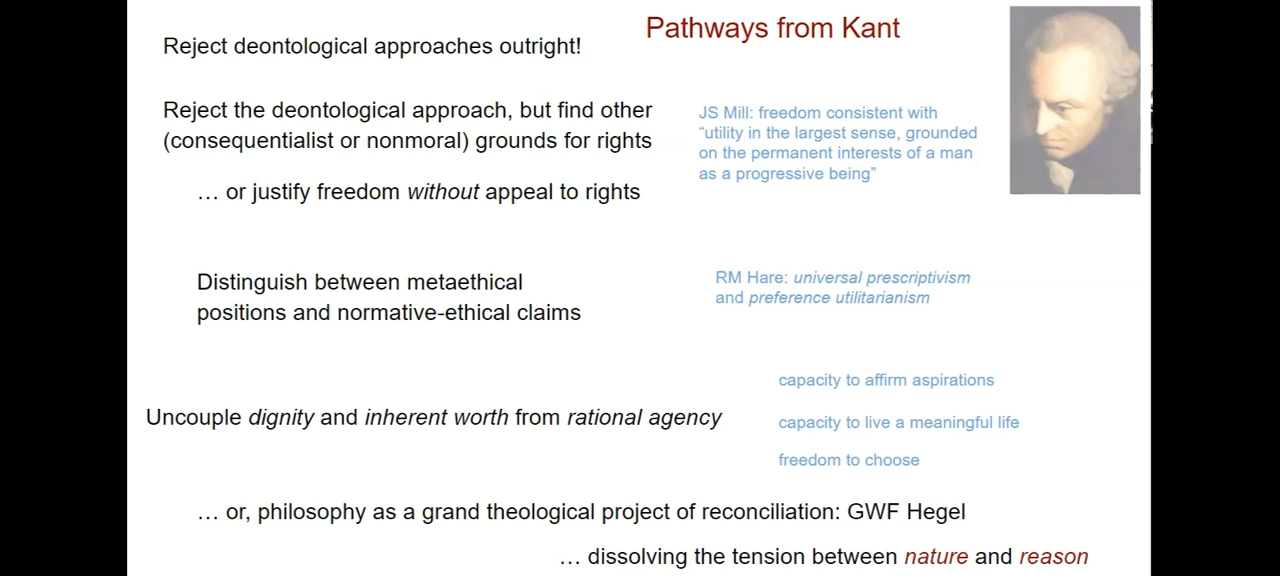 Pathways from Kant
Reject deontological approaches outright!
Reject the deontological approach, but find other
(consequentialist or nonmoral) grounds for rights
JS Mill: freedom consistent with
“utility in the largest sense, grounded
on the permanent interests of a man
as a progressive being”
… or justify freedom without appeal to rights
Distinguish between metaethical
positions and normative-ethical claims
RM Hare: universal prescriptivism
and preference utilitarianism
Uncouple dignity and inherent worth from rational agency
capacity to affirm aspirations
capacity to live a meaningful life
freedom to choose
… or, philosophy as a grand theological project of reconciliation: GWF Hegel
… dissolving the tension between nature and reason